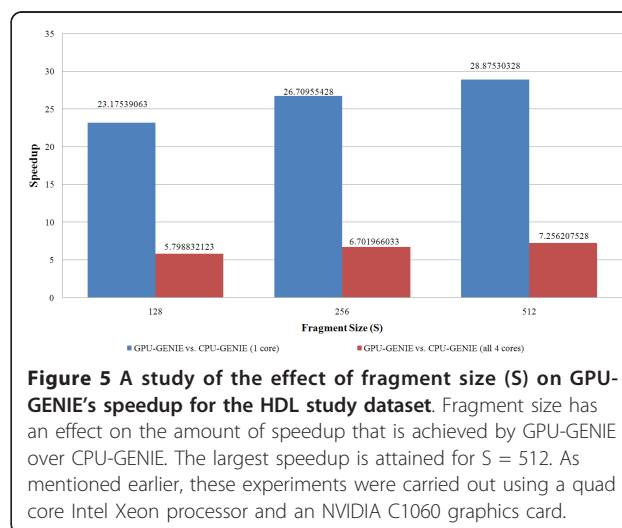 35
30
25
20
15
10
5
0
Speedup
23.17539063
5.798832123
26.70955428
6.701966033
28.87530328
7.256207528
128
256
512
Fragment Size (S)
GPU-GENIE vs. CPU-GENIE (1 core)
GPU-GENIE vs. CPU-GENIE (all 4 cores)
Figure 5 A study of the effect of fragment size (S) on GPU-
GENIE's speedup for the HDL study dataset. Fragment size has
an effect on the amount of speedup that is achieved by GPU-GENIE
over CPU-GENIE. The largest speedup is attained for S = 512. As
mentioned earlier, these experiments were carried out using a quad
core Intel Xeon processor and an NVIDIA C1060 graphics card.